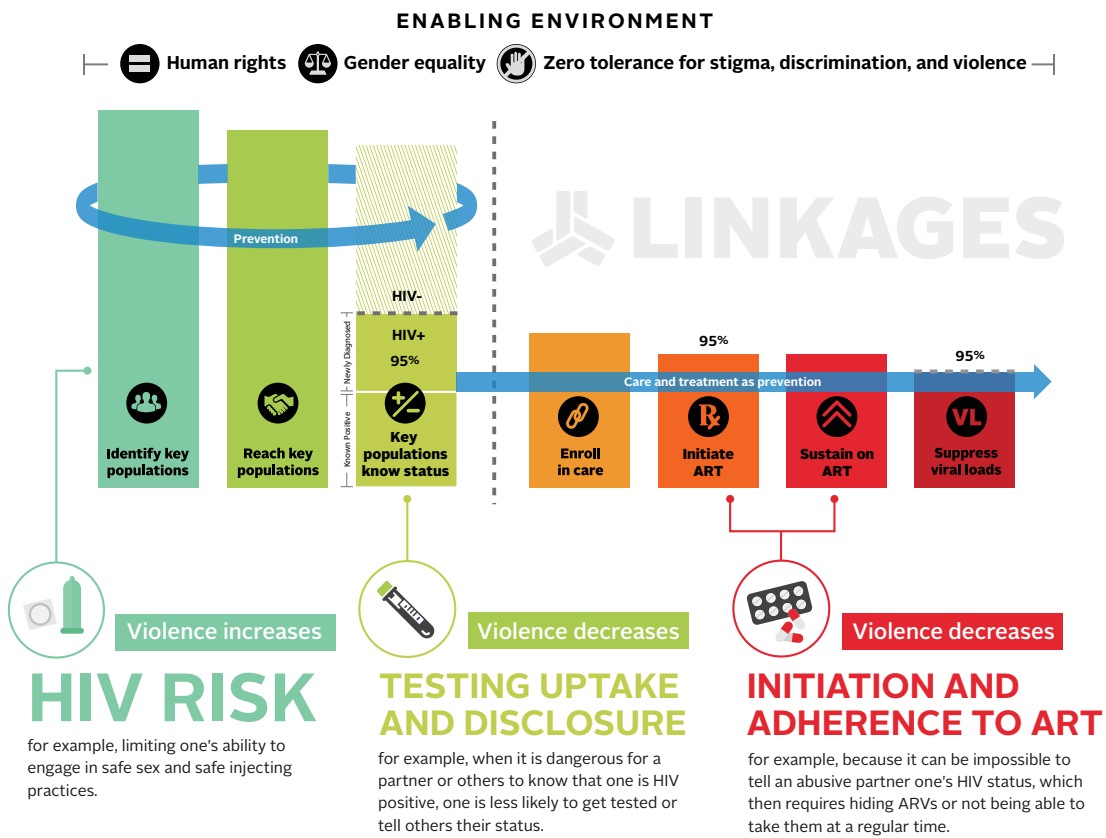 ENABLING ENVIRONMENT
Human rights
Gender equality
Zero tolerance for stigma, discrimination, and violence
LINKAGES
Prevention
HIV-
HIV+
95%
Newly Diagnosed
Known Positive
95%
95%
Care and treatment as prevention
Identify key
populations
Reach key
populations
Key
populations
know status
Enroll
in care
Rx
Initiate
ART
Sustain on
ART
VL
Suppress
viral loads
Violence increases
HIV RISK
for example, limiting one's ability to
engage in safe sex and safe injecting
practices.
Violence decreases
TESTING UPTAKE
AND DISCLOSURE
for example, when it is dangerous for a
partner or others to know that one is HIV
positive, one is less likely to get tested or
tell others their status.
Violence decreases
INITIATION AND
ADHERENCE TO ART
for example, because it can be impossible to
tell an abusive partner one's HIV status, which
then requires hiding ARVs or not being able to
take them at a regular time.